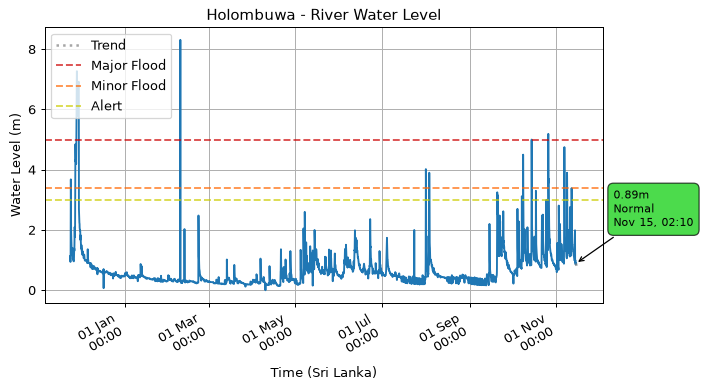 Holombuwa - River Water Level
Trend
Major Flood
Minor Flood
Alert
Water Level (m)
8
6
4
2
0
0.89m
Normal
Nov 15, 02:10
01 Jan
00:00
01 Mar
00:00
01 May
00:00
01 Jul
00:00
01 Sep
00:00
01 Nov
00:00
Time (Sri Lanka)